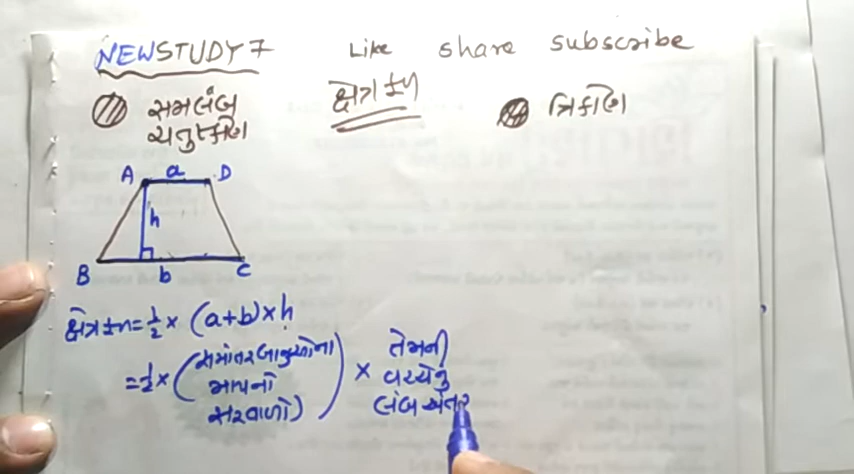 NEWSTUDY7 Like share subscribe
ક્ષેત્રફળ
સમલંબ
ચતુષ્કોણ
ત્રિકોણ
A a D
h
B b C
ક્ષેત્રફળ = 1/2 × (a+b) × h
= 1/2 × (સમાંતર બાજુઓના માપનો સરવાળો) × તેમની વચ્ચેનું લંબઅંતર